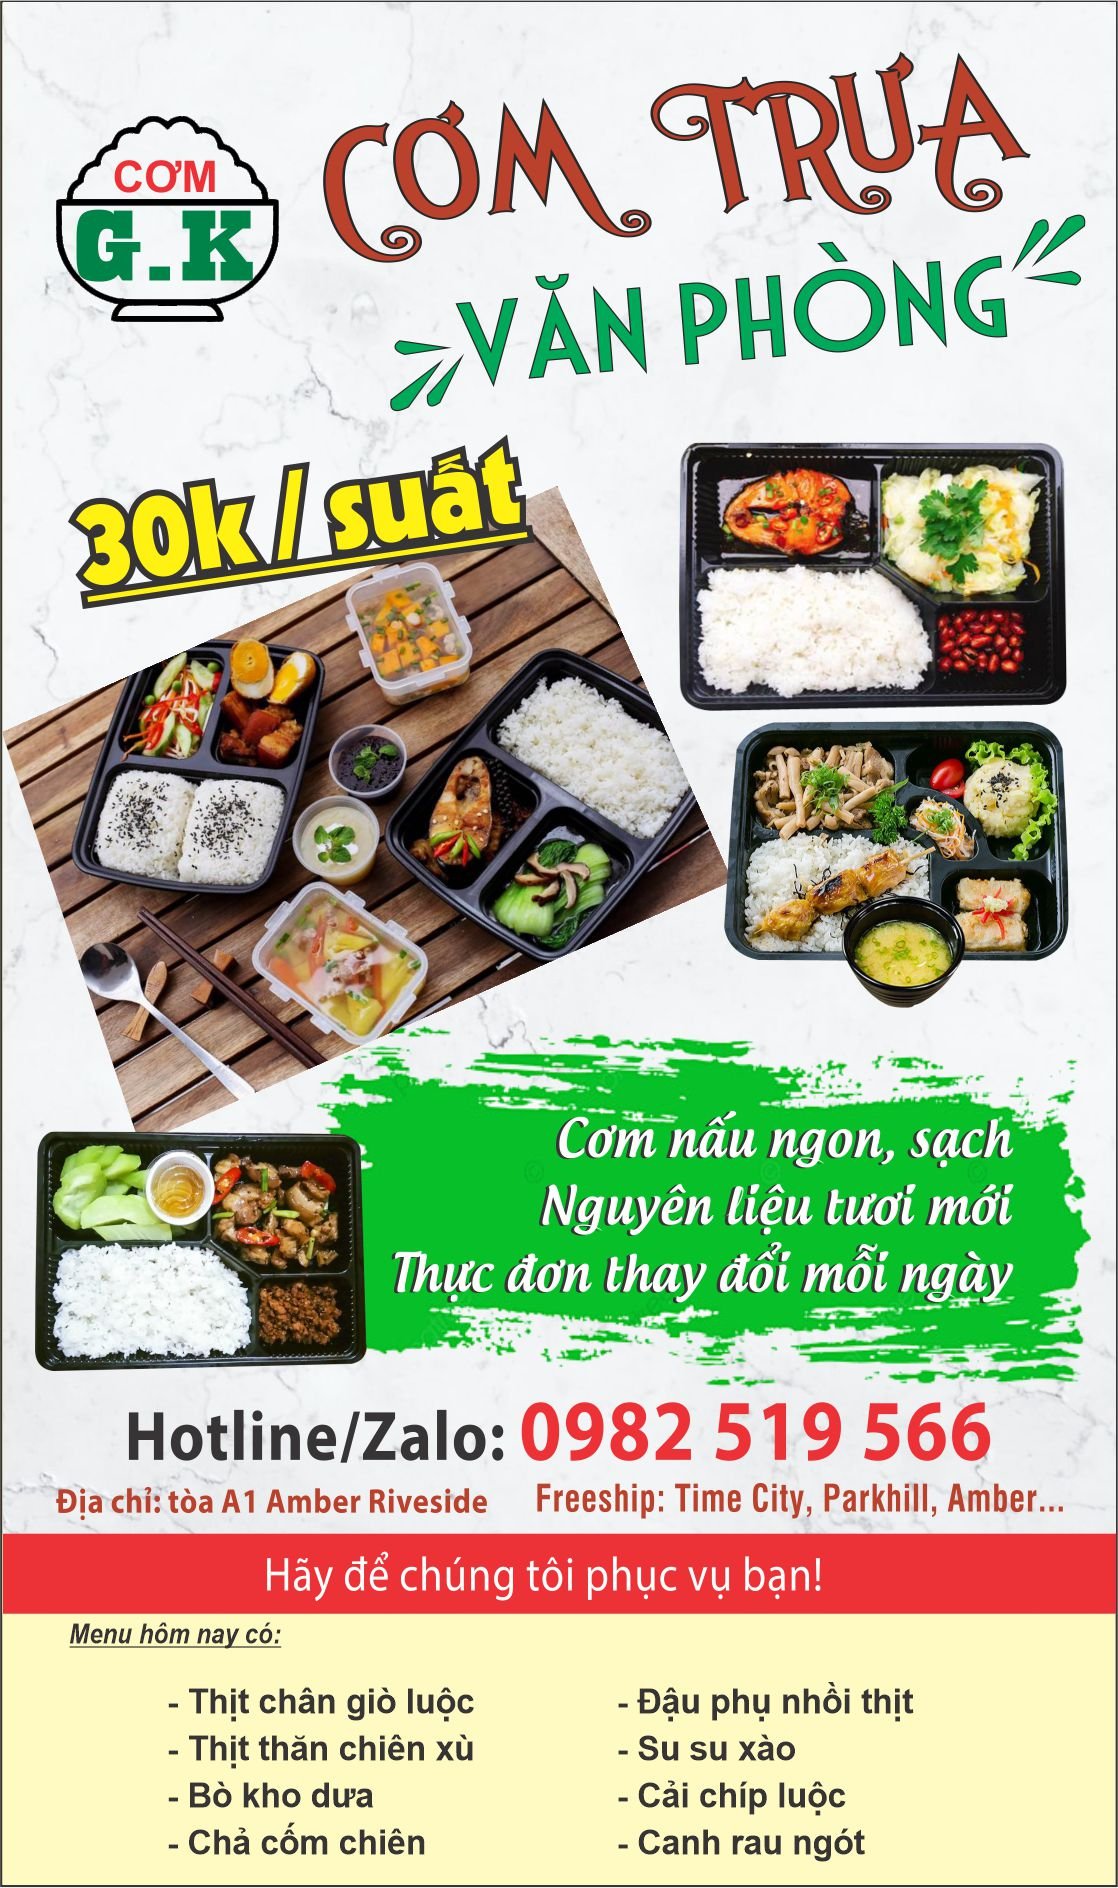 CƠM
G.K
CƠM TRƯA
VĂN PHÒNG
30k / suất
Cơm nấu ngon, sạch
Nguyên liệu tươi mới
Thực đơn thay đổi mỗi ngày
Hotline/Zalo: 0982 519 566
Địa chỉ: tòa A1 Amber Riveside
Freeship: Time City, Parkhill, Amber...
Hãy để chúng tôi phục vụ bạn!
Menu hôm nay có:
- Thịt chân giò luộc
- Thịt thăn chiên xù
- Bò kho dưa
- Chả cốm chiên
- Đậu phụ nhồi thịt
- Su su xào
- Cải chíp luộc
- Canh rau ngót